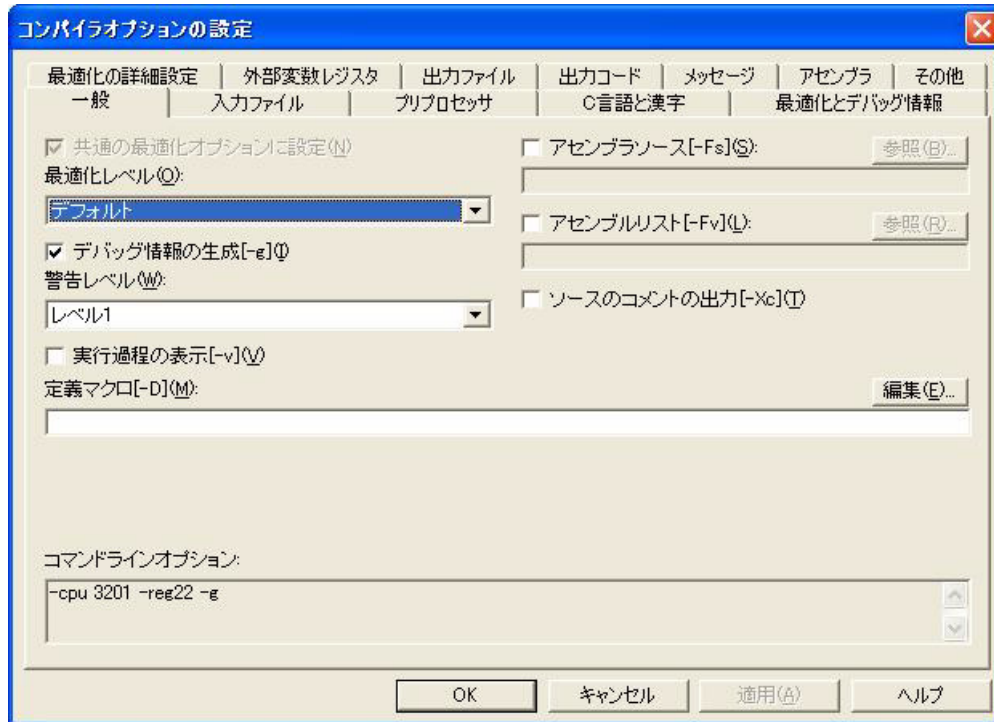 コンパイラオプションの設定
最適化の詳細設定 外部変数レジスタ 出力ファイル 出力コード メッセージ アセンブラ その他
一般 入力ファイル プリプロセッサ C言語と漢字 最適化とデバッグ情報
共通の最適化オプションに設定(N)
最適化レベル(O):
デフォルト
デバッグ情報の生成[-g](I)
警告レベル(W):
レベル1
実行過程の表示[-v](V)
定義マクロ[-D](M):
編集(E)...
アセンブラソース[-Fs](S):
参照(B)...
アセンブルリスト[-Fv](L):
参照(R)...
ソースのコメントの出力[-Xc](T)
コマンドラインオプション:
-cpu 3201 -reg22 -g
OK キャンセル 適用(A) ヘルプ